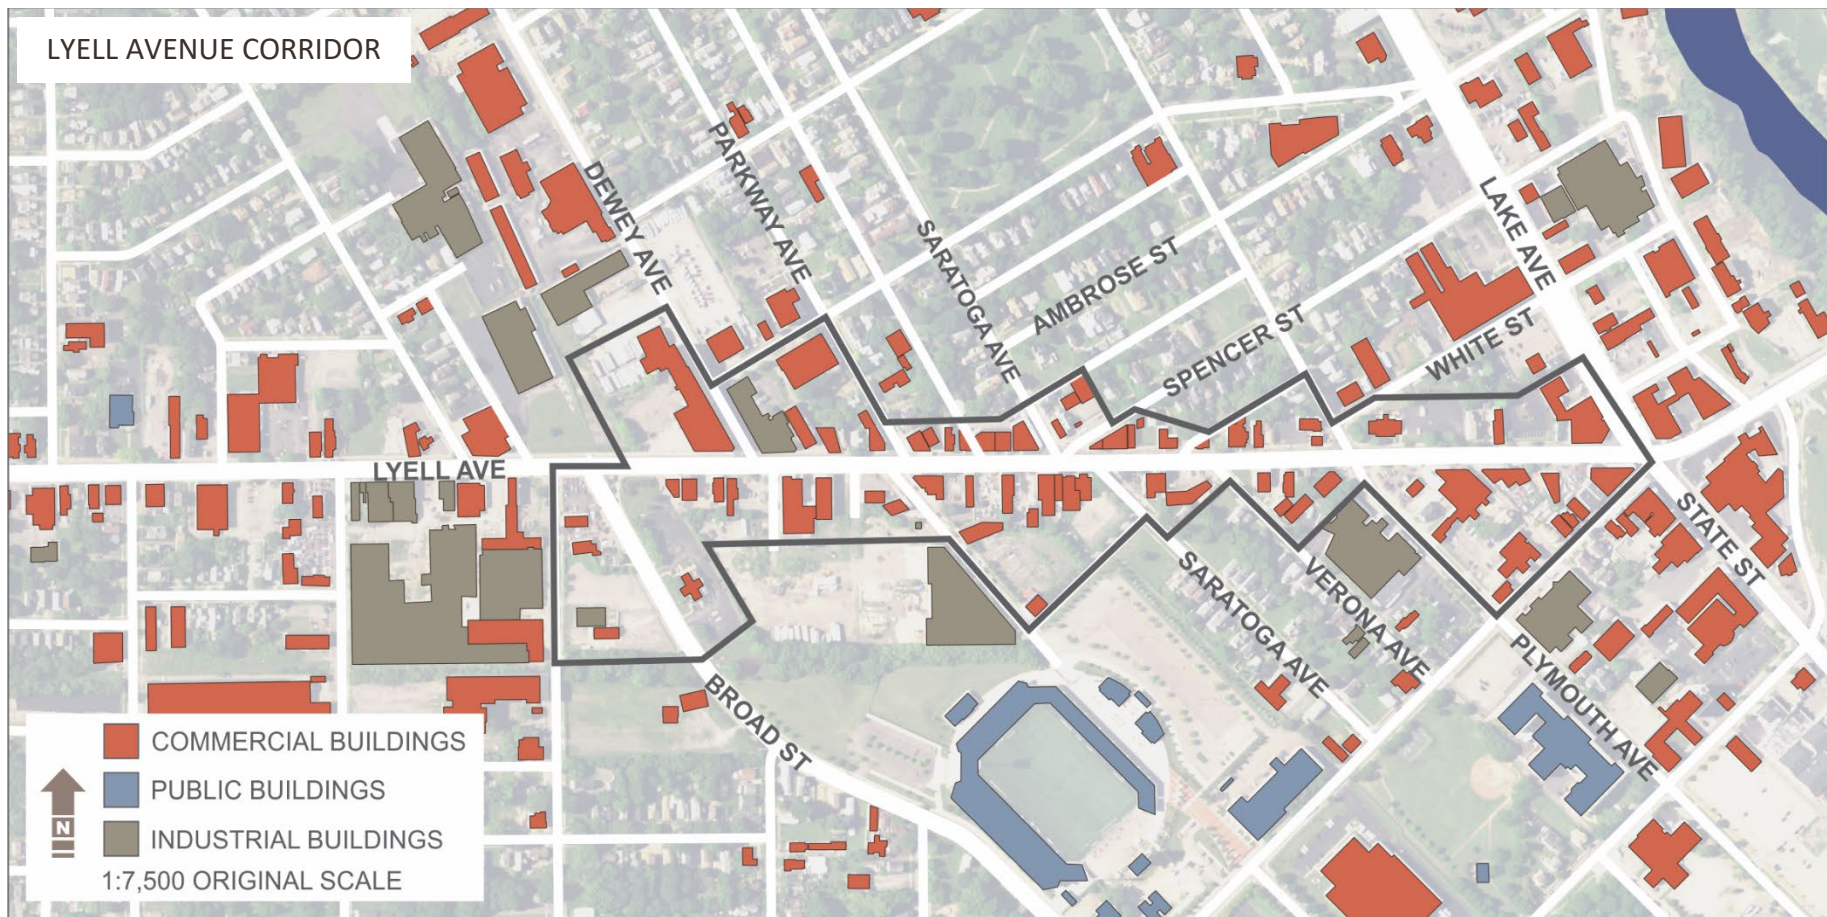 LYELL AVENUE CORRIDOR
DEWEY AVE
PARKWAY AVE
SARATOGA AVE
AMBROSE ST
SPENCER ST
WHITE ST
LAKE AVE
LYELL AVE
STATE ST
SARATOGA AVE
VERONA AVE
PLYMOUTH AVE
BROAD ST
COMMERCIAL BUILDINGS
PUBLIC BUILDINGS
N
INDUSTRIAL BUILDINGS
1:7,500 ORIGINAL SCALE